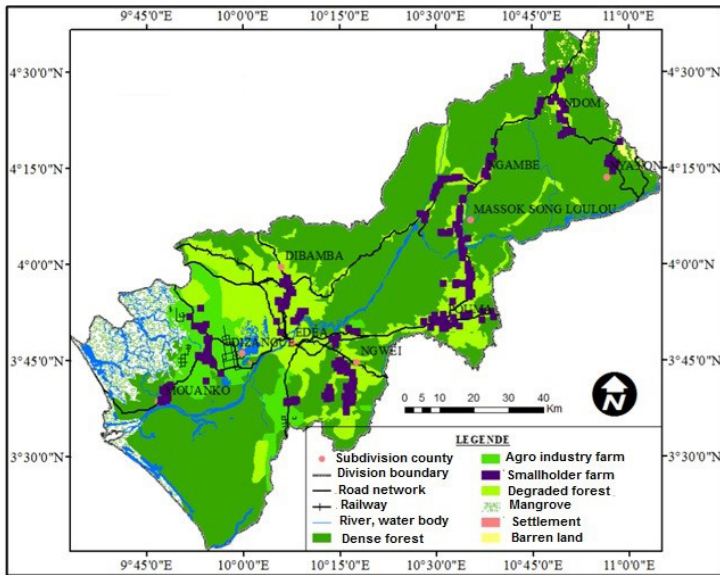 9°45'0"E 10°0'0"E 10°15'0"E 10°30'0"E 10°45'0"E 11°0'0"E
4°30'0"N 4°30'0"N
NDOM
4°15'0"N 4°15'0"N
NGAMBE
MASSOK SONG LOULOU
4°0'0"N 4°0'0"N
DIBAMBA
EDEA
DIZANGUE
3°45'0"N 3°45'0"N
NGWEI
MOUANKO
0 5 10 20 30 40
Km
N
3°30'0"N 3°30'0"N
LEGENDE
Subdivision county
Division boundary
Road network
Railway
River, water body
Dense forest
Agro industry farm
Smallholder farm
Degraded forest
Mangrove
Settlement
Barren land
9°45'0"E 10°0'0"E 10°15'0"E 10°30'0"E 10°45'0"E 11°0'0"E